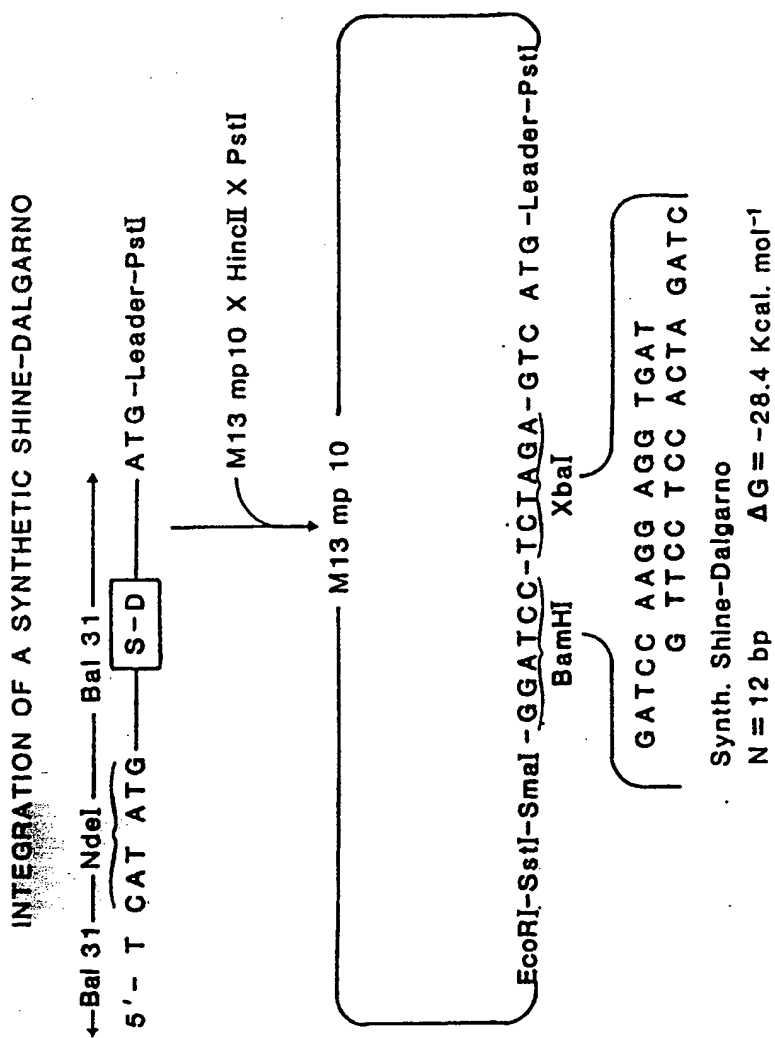 INTEGRATION OF A SYNTHETIC SHINE-DALGARNO
Bal 31 NdeI Bal 31
5'- T CAT ATG S-D ATG-Leader-PstI
M13 mp10 X HincII X PstI
M13 mp 10
EcoRI-SstI-SmaI-GGATCC-TCTAGA-GTC ATG-Leader-PstI
BamHI XbaI
GATCC AAGG AGG TGAT
G TTCC TCC ACTA GATC
Synth. Shine-Dalgarno
N = 12 bp ΔG = -28.4 Kcal. mol⁻¹